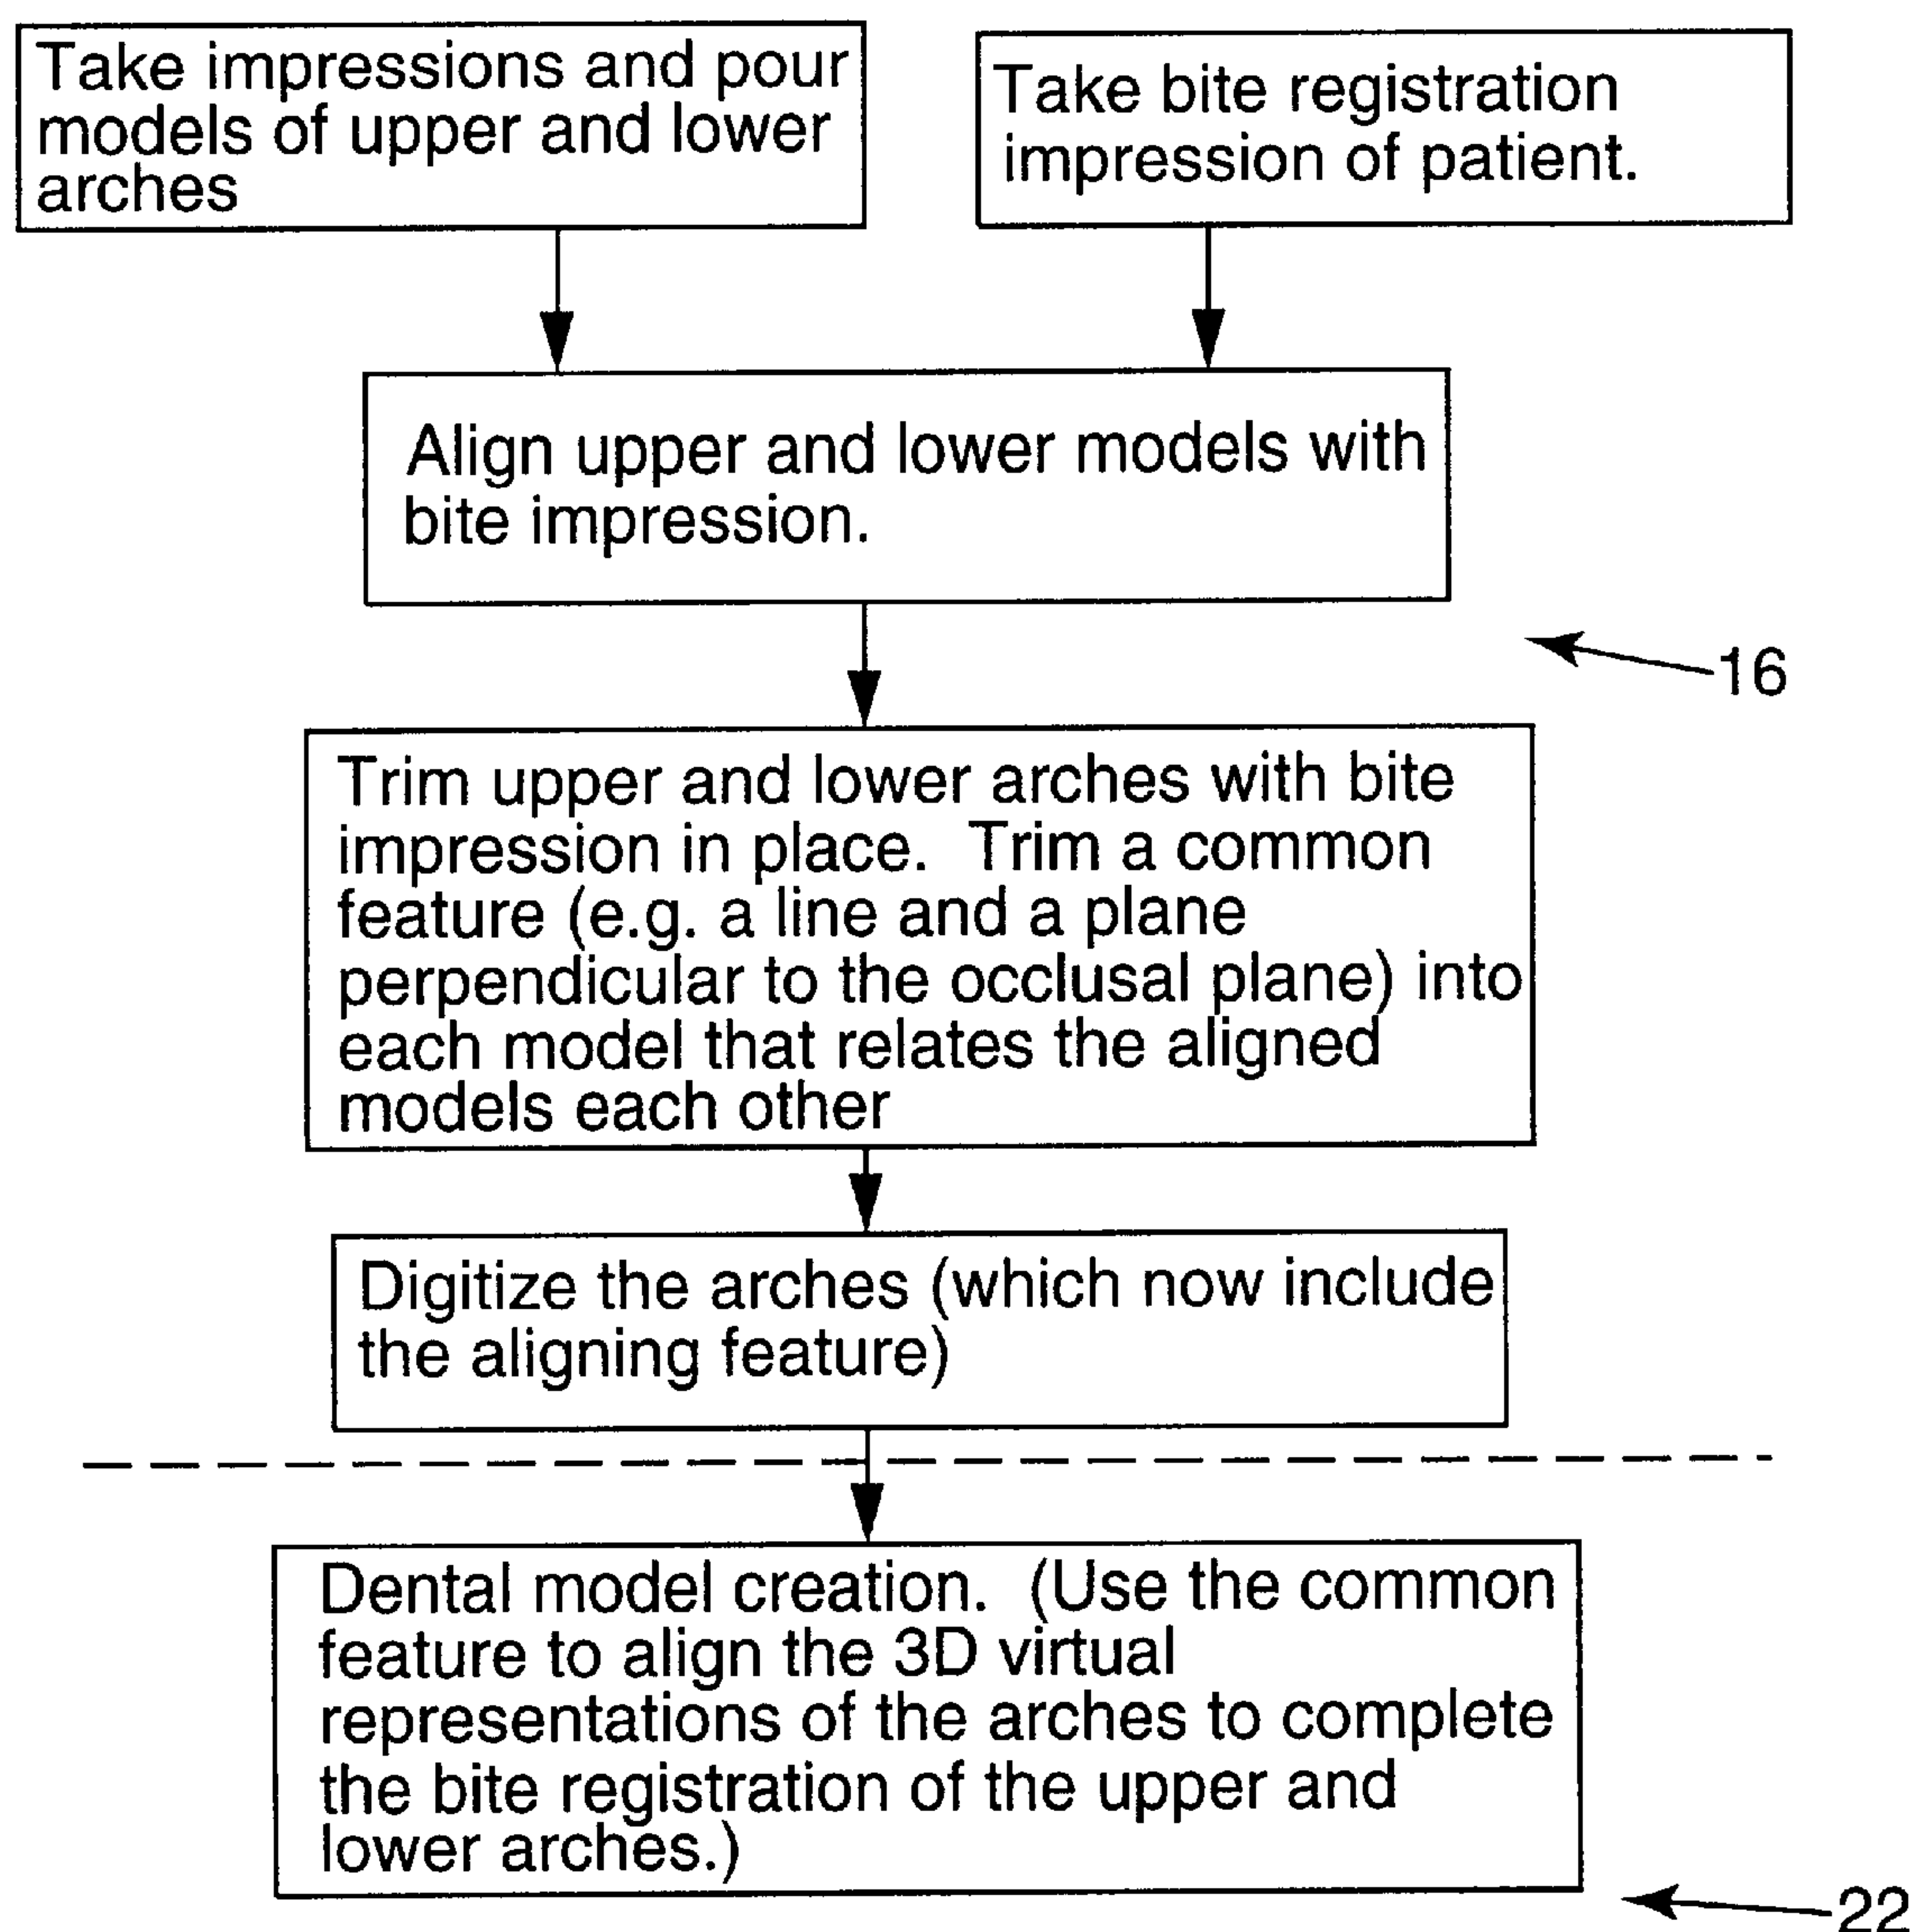 Take impressions and pour
models of upper and lower
arches
Take bite registration
impression of patient.
Align upper and lower models with
bite impression.
16
Trim upper and lower arches with bite
impression in place. Trim a common
feature (e.g. a line and a plane
perpendicular to the occlusal plane) into
each model that relates the aligned
models each other
Digitize the arches (which now include
the aligning feature)
Dental model creation. (Use the common
feature to align the 3D virtual
representations of the arches to complete
the bite registration of the upper and
lower arches.)
22